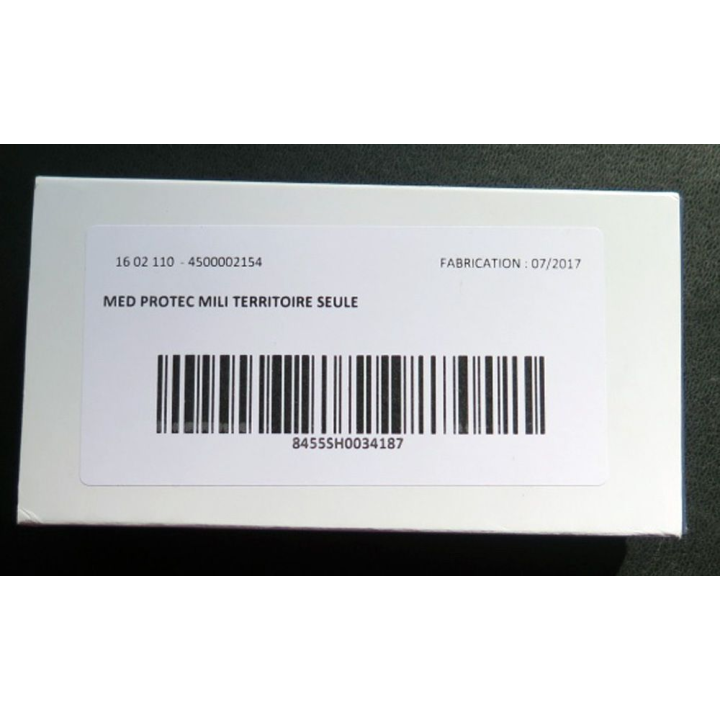 16 02 110 - 4500002154
FABRICATION : 07/2017
MED PROTEC MILI TERRITOIRE SEULE
8455SH0034187